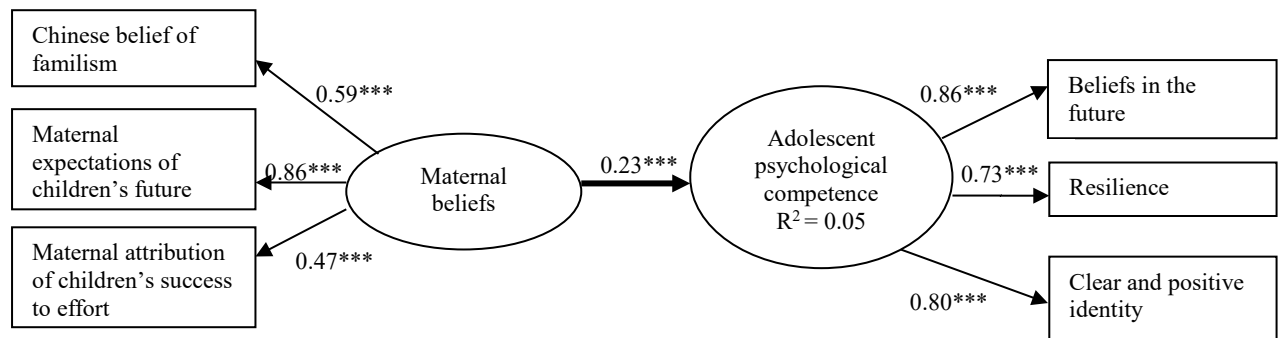 Chinese belief of
familism
Maternal
expectations of
children's future
Maternal attribution
of children's success
to effort
0.59***
0.86***
0.47***
Maternal
beliefs
0.23***
Adolescent
psychological
competence
R² = 0.05
0.86***
0.73***
0.80***
Beliefs in the
future
Resilience
Clear and positive
identity